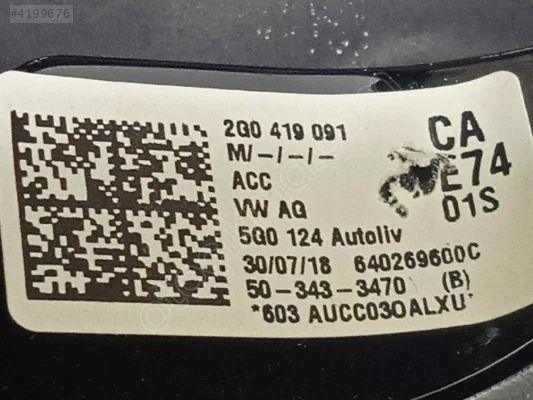 #4199676
2G0 419 091
M/-/-/-
ACC
VW AG
5G0 124 Autoliv
30/07/18 640269600C
50-343-3470 (B)
*603 AUCC030ALXU*
CA
E74
01S